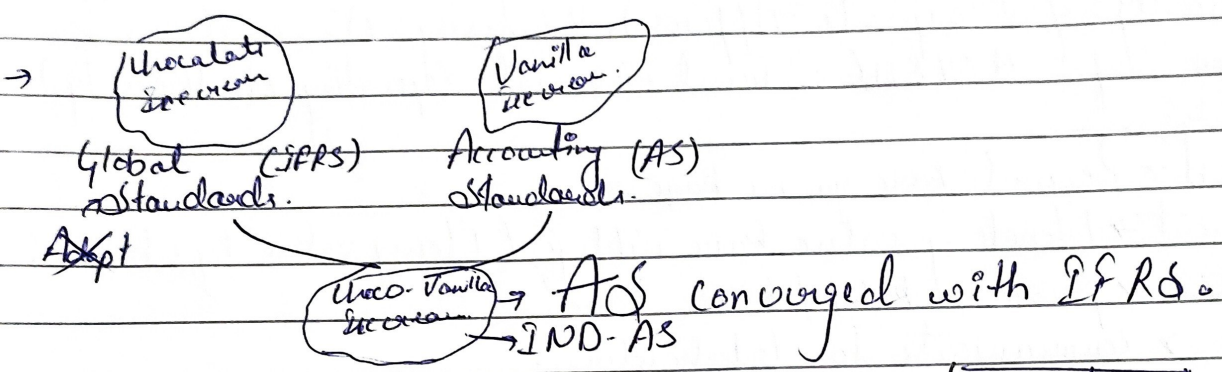 → Chocalate
icecream
Vanilla
icecream.
Global (IFRS)
Standards.
Accounting (AS)
Standards.
Adopt
Choco-Vanilla
icecream
→ AS converged with IFRS.
→ IND-AS